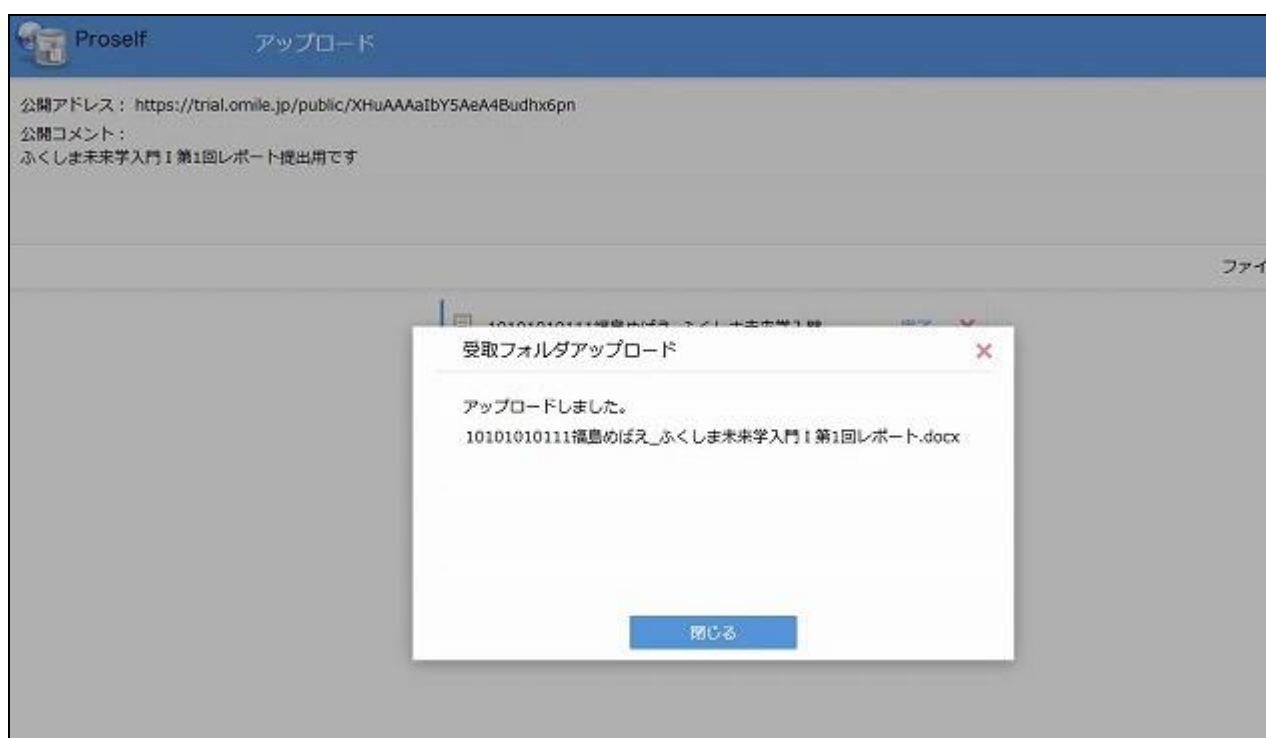 Proself
アップロード
公開アドレス： https://trial.omile.jp/public/XHuAAAaIbY5AeA4Budhx6pn
公開コメント：
ふくしま未来学入門Ⅰ第1回レポート提出用です
ファイ
受取フォルダアップロード
アップロードしました。
10101010111福島めばえ_ふくしま未来学入門Ⅰ第1回レポート.docx
閉じる